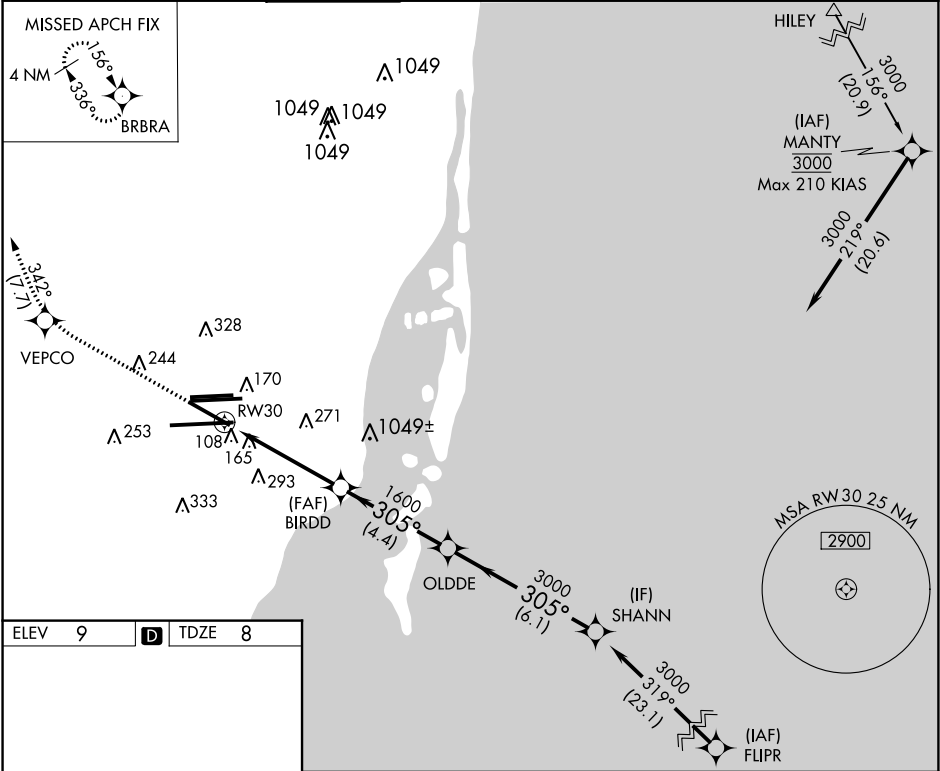 MISSED APCH FIX
156°
4 NM
336°
BRBRA
1049
1049
1049
1049
HILEY
3000
156°
(20.9)
(IAF)
MANTY
3000
Max 210 KIAS
3000
219°
(20.6)
342°
(7.7)
VEPCO
328
244
170
RW30
253
108
165
271
1049±
293
333
(FAF)
BIRDD
1600
305°
(4.4)
OLDDE
3000
305°
(6.1)
(IF)
SHANN
3000
319°
(23.1)
(IAF)
FLIPR
MSA RW30 25 NM
2900
ELEV 9 D TDZE 8